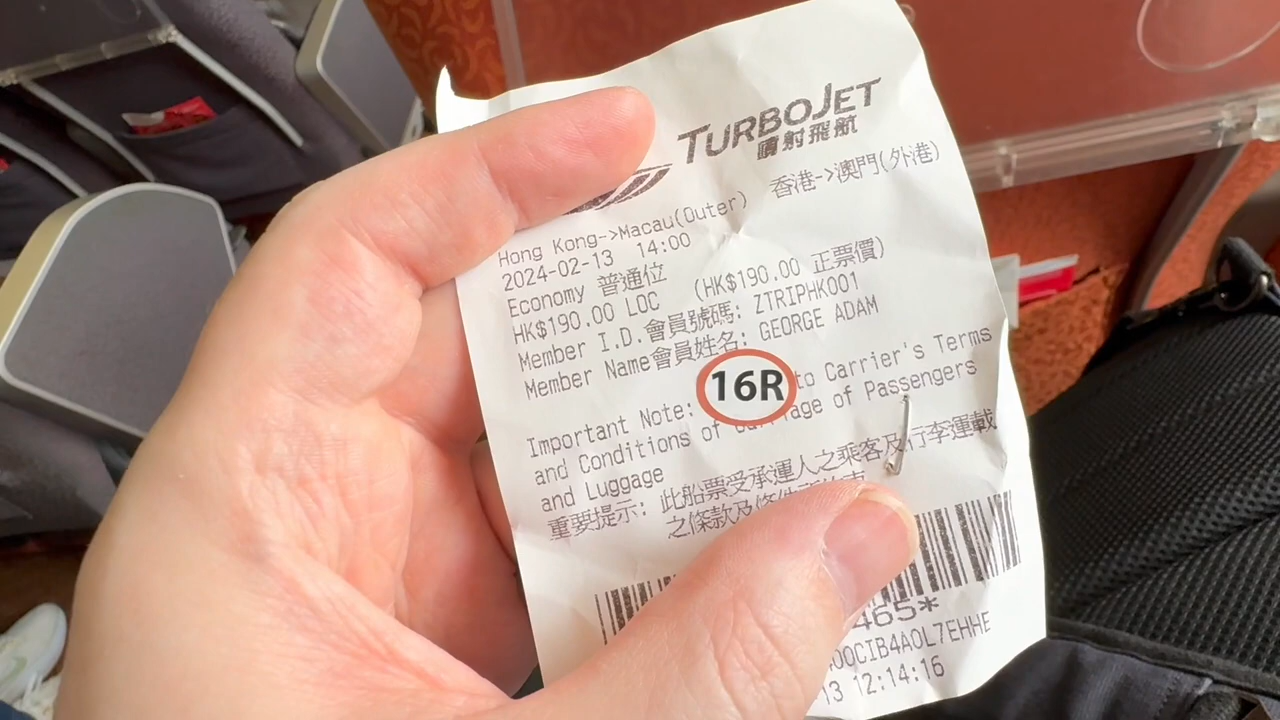 TURBOJET
噴射飛航
Hong Kong->Macau(Outer) 香港->澳門(外港)
2024-02-13 14:00
Economy 普通位
HK$190.00 LOC (HK$190.00 正票價)
Member I.D.會員號碼: ZTRIPHK001
Member Name會員姓名: GEORGE ADAM
16R
Important Note: to Carrier's Terms
and Conditions of Carriage of Passengers
and Luggage
重要提示: 此船票受承運人之乘客及行李運載
之條款及條件所約束
465*
00CIB4AOL7EHHE
13 12:14:16